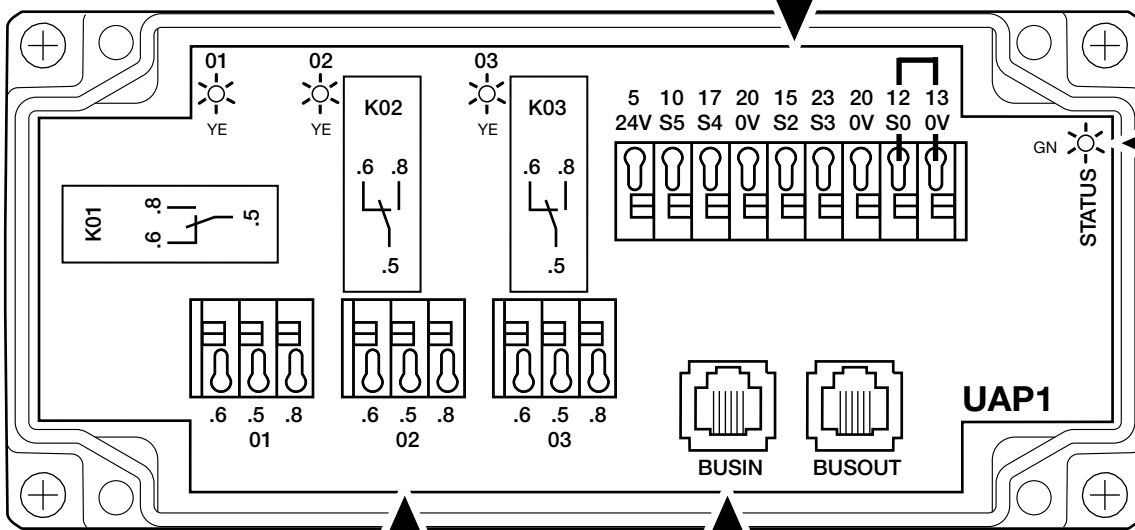 01 02 03
YE YE YE
K02 K03
5 10 17 20 15 23 20 12 13
24V S5 S4 0V S2 S3 0V S0 0V
GN
STATUS
.6 .8 .6 .8
K01 .8 .6 .5
.5 .5
.6 .5 .8 .6 .5 .8 .6 .5 .8
01 02 03
UAP1
BUSIN BUSOUT